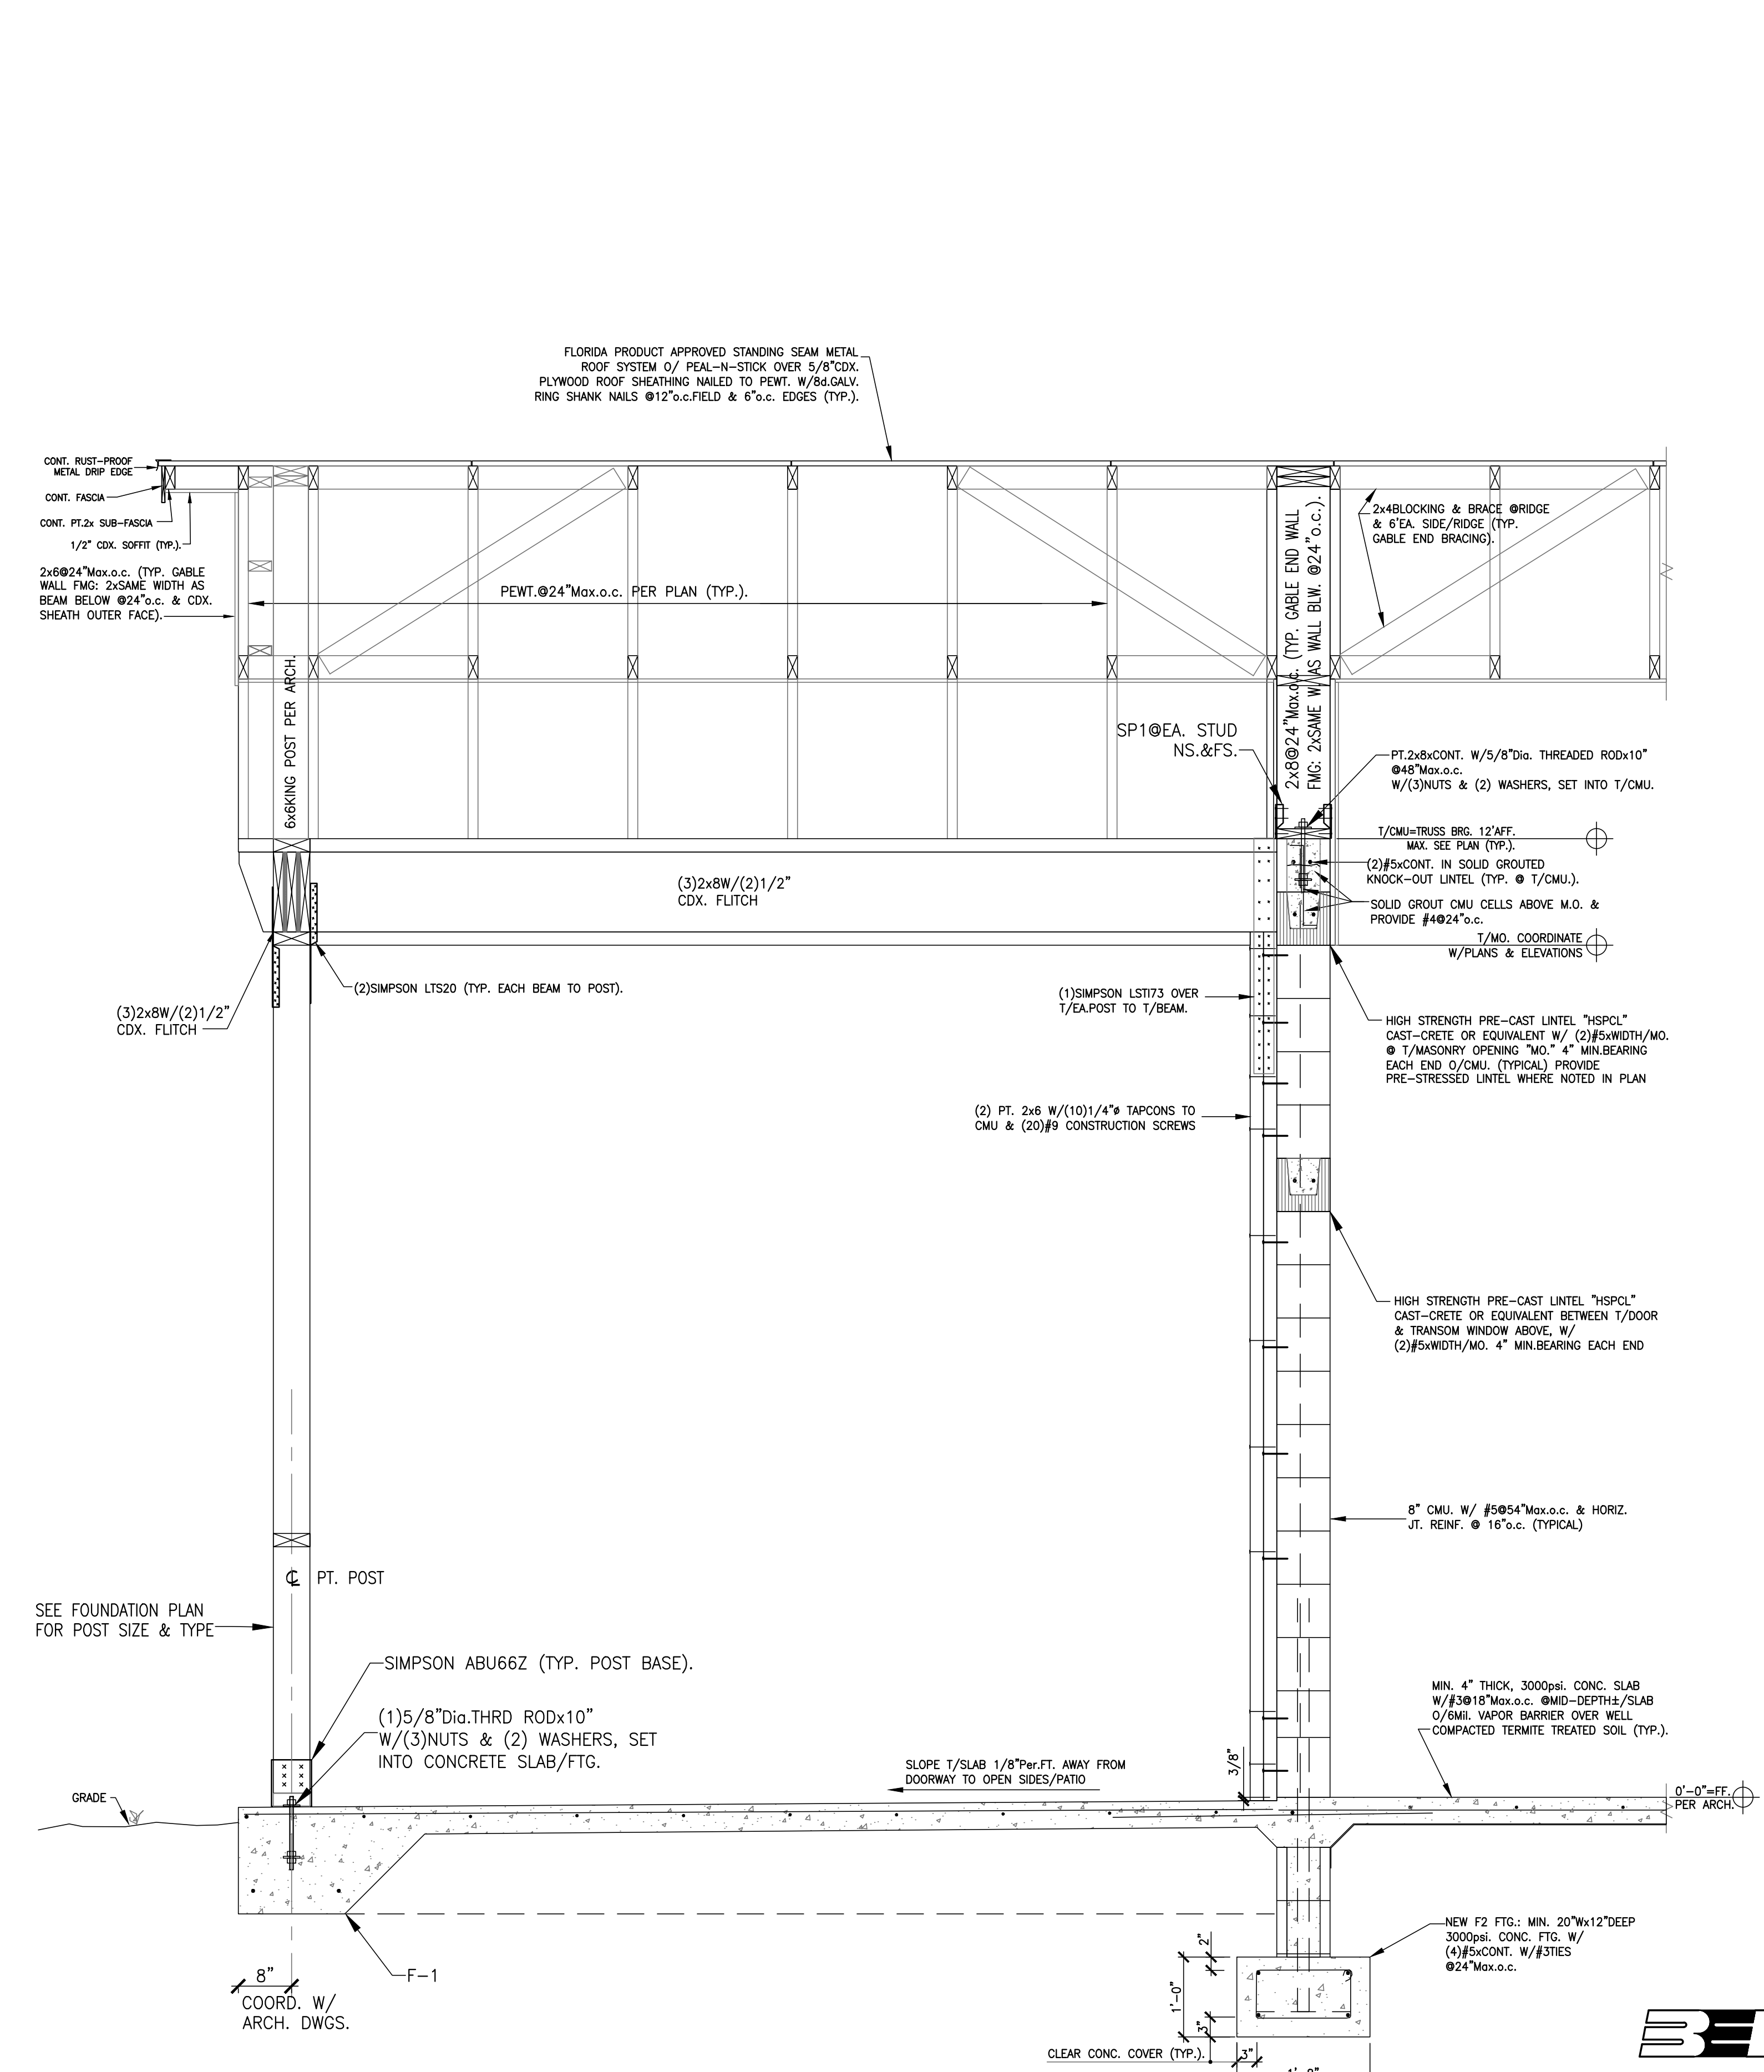 FLORIDA PRODUCT APPROVED STANDING SEAM METAL
ROOF SYSTEM O/ PEAL-N-STICK OVER 5/8"CDX.
PLYWOOD ROOF SHEATHING NAILED TO PEWT. W/8d.GALV.
RING SHANK NAILS @12"o.c.FIELD & 6"o.c. EDGES (TYP.).
CONT. RUST-PROOF
METAL DRIP EDGE
CONT. FASCIA
CONT. PT.2x SUB-FASCIA
1/2" CDX. SOFFIT (TYP.).
2x6@24"Max.o.c. (TYP. GABLE
WALL FMG: 2xSAME WIDTH AS
BEAM BELOW @24"o.c. & CDX.
SHEATH OUTER FACE).
PEWT.@24"Max.o.c. PER PLAN (TYP.).
2x4BLOCKING & BRACE @RIDGE
& 6'EA. SIDE/RIDGE (TYP.
GABLE END BRACING).
6x6KING POST PER ARCH.
2x8@24"Max.o.c. (TYP. GABLE END WALL
FMG: 2xSAME W. AS WALL BLW. @24"o.c.).
SP1@EA. STUD
NS.&FS.
PT.2x8xCONT. W/5/8"Dia. THREADED RODx10"
@48"Max.o.c.
W/(3)NUTS & (2) WASHERS, SET INTO T/CMU.
T/CMU=TRUSS BRG. 12'AFF.
MAX. SEE PLAN (TYP.).
(2)#5xCONT. IN SOLID GROUTED
KNOCK-OUT LINTEL (TYP. @ T/CMU.).
SOLID GROUT CMU CELLS ABOVE M.O. &
PROVIDE #4@24"o.c.
T/MO. COORDINATE
W/PLANS & ELEVATIONS
(3)2x8W/(2)1/2"
CDX. FLITCH
(2)SIMPSON LTS20 (TYP. EACH BEAM TO POST).
(3)2x8W/(2)1/2"
CDX. FLITCH
(1)SIMPSON LSTI73 OVER
T/EA.POST TO T/BEAM.
HIGH STRENGTH PRE-CAST LINTEL "HSPCL"
CAST-CRETE OR EQUIVALENT W/ (2)#5xWIDTH/MO.
@ T/MASONRY OPENING "MO." 4" MIN.BEARING
EACH END O/CMU. (TYPICAL) PROVIDE
PRE-STRESSED LINTEL WHERE NOTED IN PLAN
(2) PT. 2x6 W/(10)1/4"ø TAPCONS TO
CMU & (20)#9 CONSTRUCTION SCREWS
HIGH STRENGTH PRE-CAST LINTEL "HSPCL"
CAST-CRETE OR EQUIVALENT BETWEEN T/DOOR
& TRANSOM WINDOW ABOVE, W/
(2)#5xWIDTH/MO. 4" MIN.BEARING EACH END
8" CMU. W/ #5@54"Max.o.c. & HORIZ.
JT. REINF. @ 16"o.c. (TYPICAL)
℄ PT. POST
SEE FOUNDATION PLAN
FOR POST SIZE & TYPE
SIMPSON ABU66Z (TYP. POST BASE).
(1)5/8"Dia.THRD RODx10"
W/(3)NUTS & (2) WASHERS, SET
INTO CONCRETE SLAB/FTG.
MIN. 4" THICK, 3000psi. CONC. SLAB
W/#3@18"Max.o.c. @MID-DEPTH±/SLAB
O/6Mil. VAPOR BARRIER OVER WELL
COMPACTED TERMITE TREATED SOIL (TYP.).
SLOPE T/SLAB 1/8"Per.FT. AWAY FROM
DOORWAY TO OPEN SIDES/PATIO
3/8"
GRADE
0'-0"=FF.
PER ARCH.
NEW F2 FTG.: MIN. 20"Wx12"DEEP
3000psi. CONC. FTG. W/
(4)#5xCONT. W/#3TIES
@24"Max.o.c.
F-1
8"
COORD. W/
ARCH. DWGS.
2"
1'-0"
3"
CLEAR CONC. COVER (TYP.).
3"